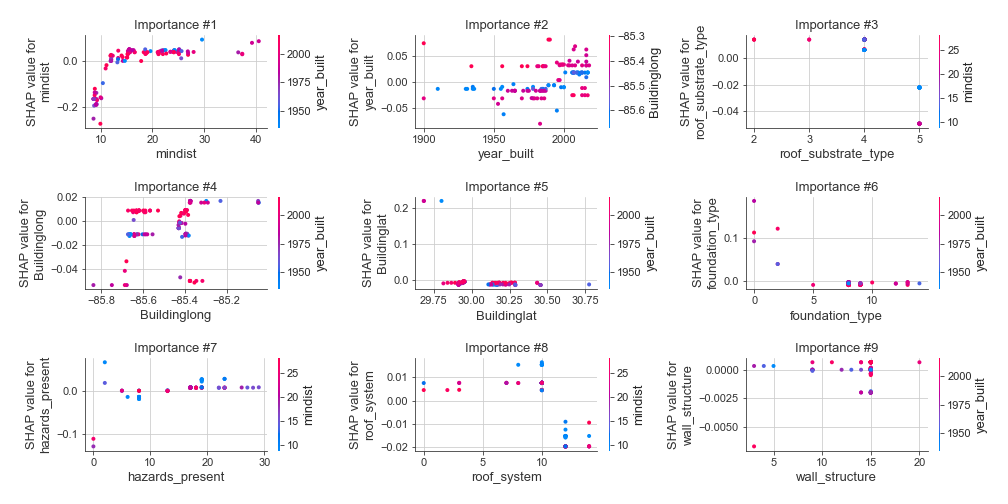 Importance #1
Importance #2
Importance #3
SHAP value for
mindist
0.0
−0.2
10
20
30
40
mindist
2000
1975
1950
year_built
SHAP value for
year_built
0.05
0.00
−0.05
1900
1950
2000
year_built
−85.3
−85.4
−85.5
−85.6
Buildinglong
SHAP value for
roof_substrate_type
0.00
−0.02
−0.04
2
3
4
5
roof_substrate_type
25
20
15
10
mindist
Importance #4
Importance #5
Importance #6
SHAP value for
Buildinglong
0.02
0.00
−0.02
−0.04
−85.8
−85.6
−85.4
−85.2
Buildinglong
2000
1975
1950
year_built
SHAP value for
Buildinglat
0.2
0.1
0.0
29.75
30.00
30.25
30.50
30.75
Buildinglat
2000
1975
1950
year_built
SHAP value for
foundation_type
0.1
0.0
0
5
10
foundation_type
2000
1975
1950
year_built
Importance #7
Importance #8
Importance #9
SHAP value for
hazards_present
0.0
−0.1
0
10
20
30
hazards_present
25
20
15
10
mindist
SHAP value for
roof_system
0.01
0.00
−0.01
−0.02
0
5
10
roof_system
25
20
15
10
mindist
SHAP value for
wall_structure
0.0000
−0.0025
−0.0050
5
10
15
20
wall_structure
2000
1975
1950
year_built